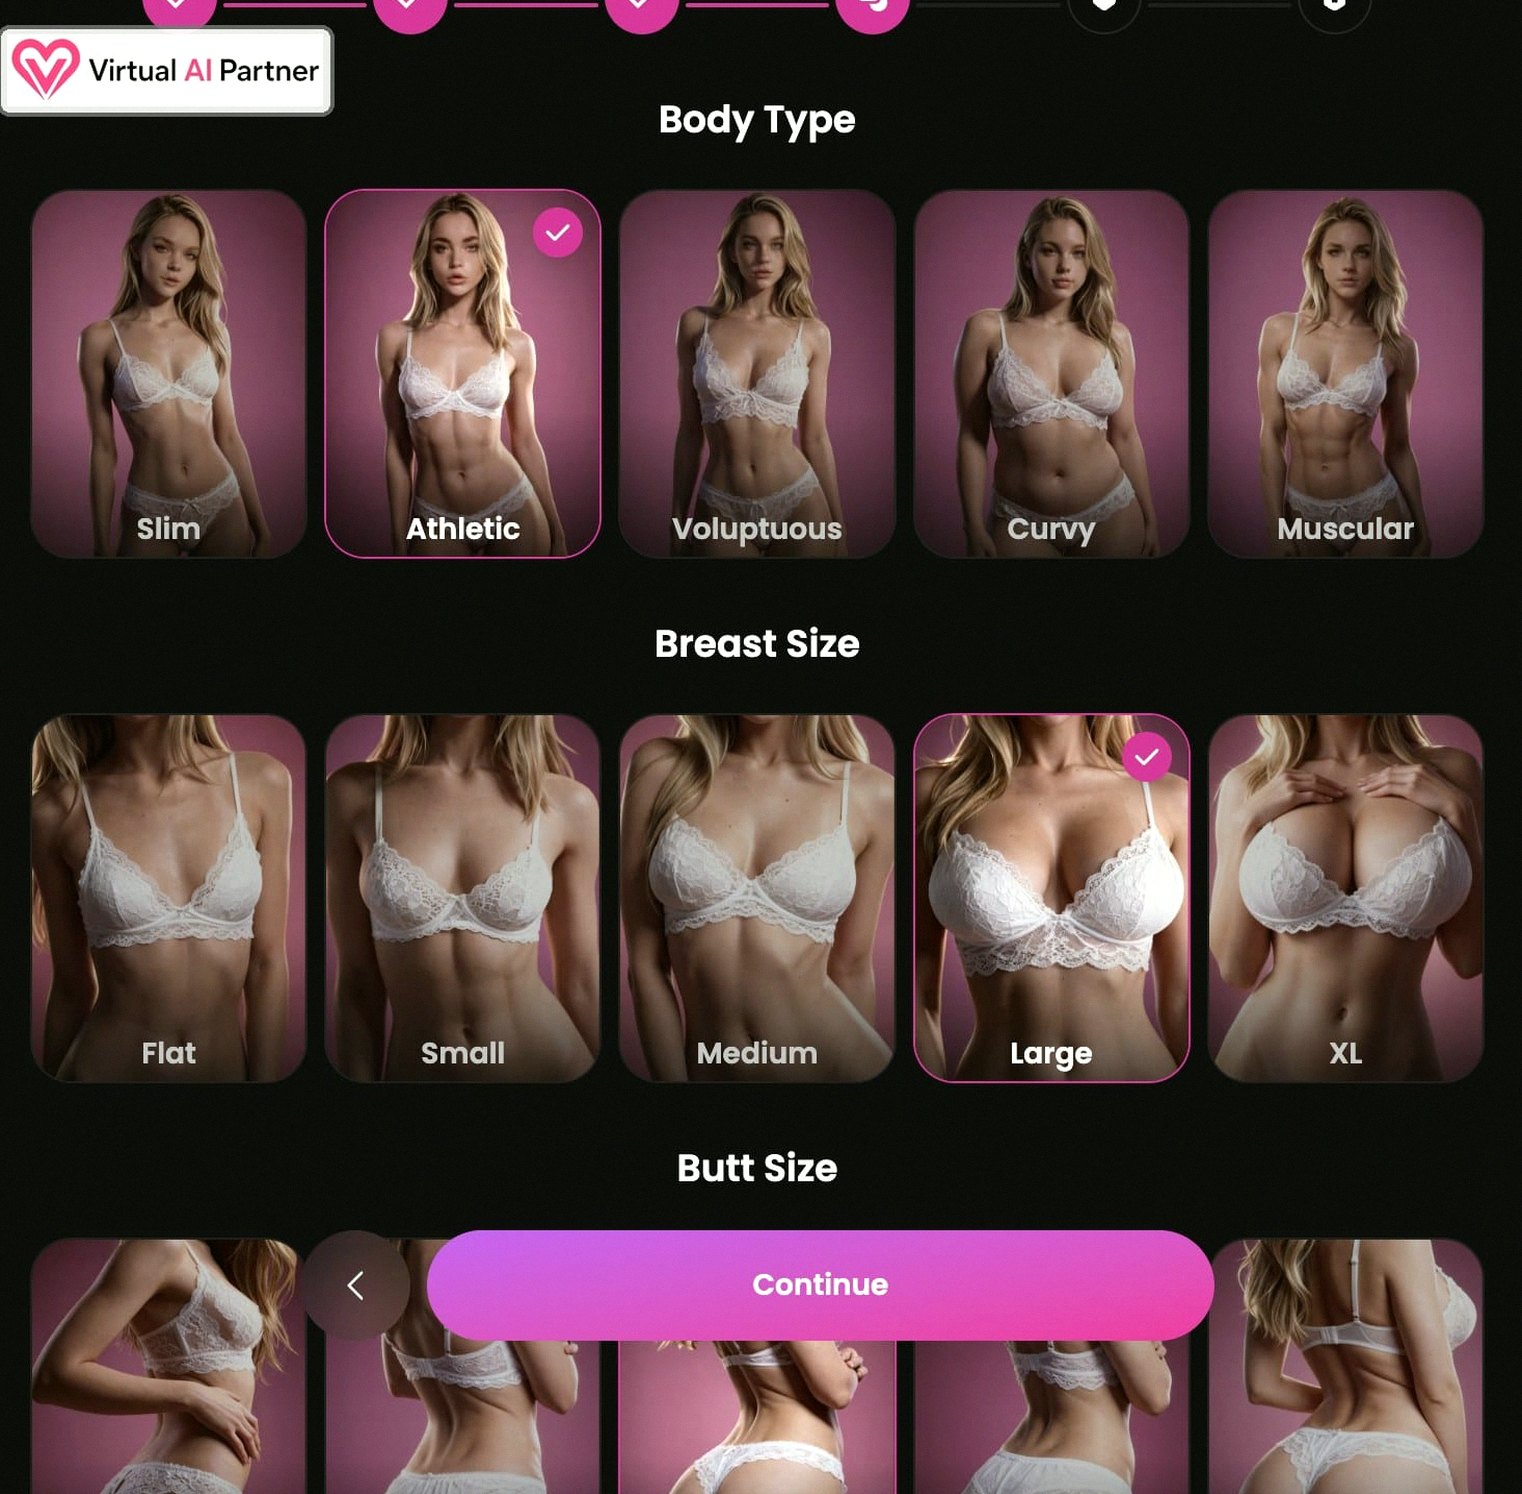 Virtual AI Partner
Body Type
Slim
Athletic
Voluptuous
Curvy
Muscular
Breast Size
Flat
Small
Medium
Large
XL
Butt Size
Continue